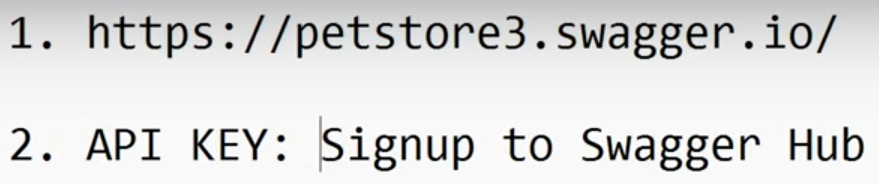 1. https://petstore3.swagger.io/
2. API KEY: Signup to Swagger Hub